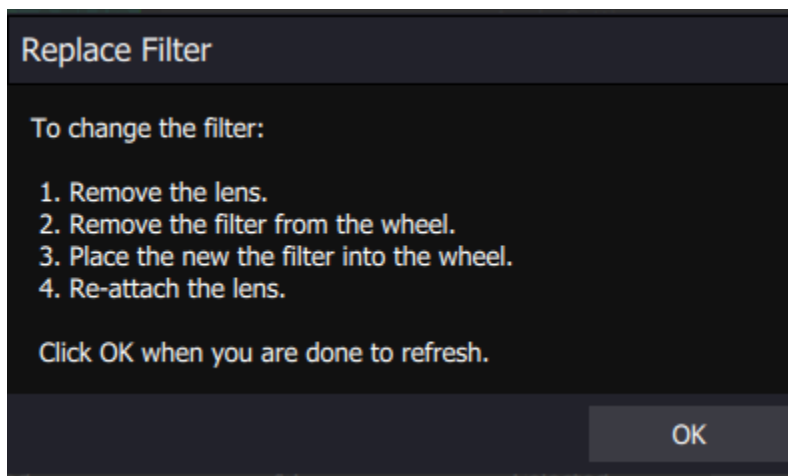 Replace Filter
To change the filter:
1. Remove the lens.
2. Remove the filter from the wheel.
3. Place the new the filter into the wheel.
4. Re-attach the lens.
Click OK when you are done to refresh.
OK